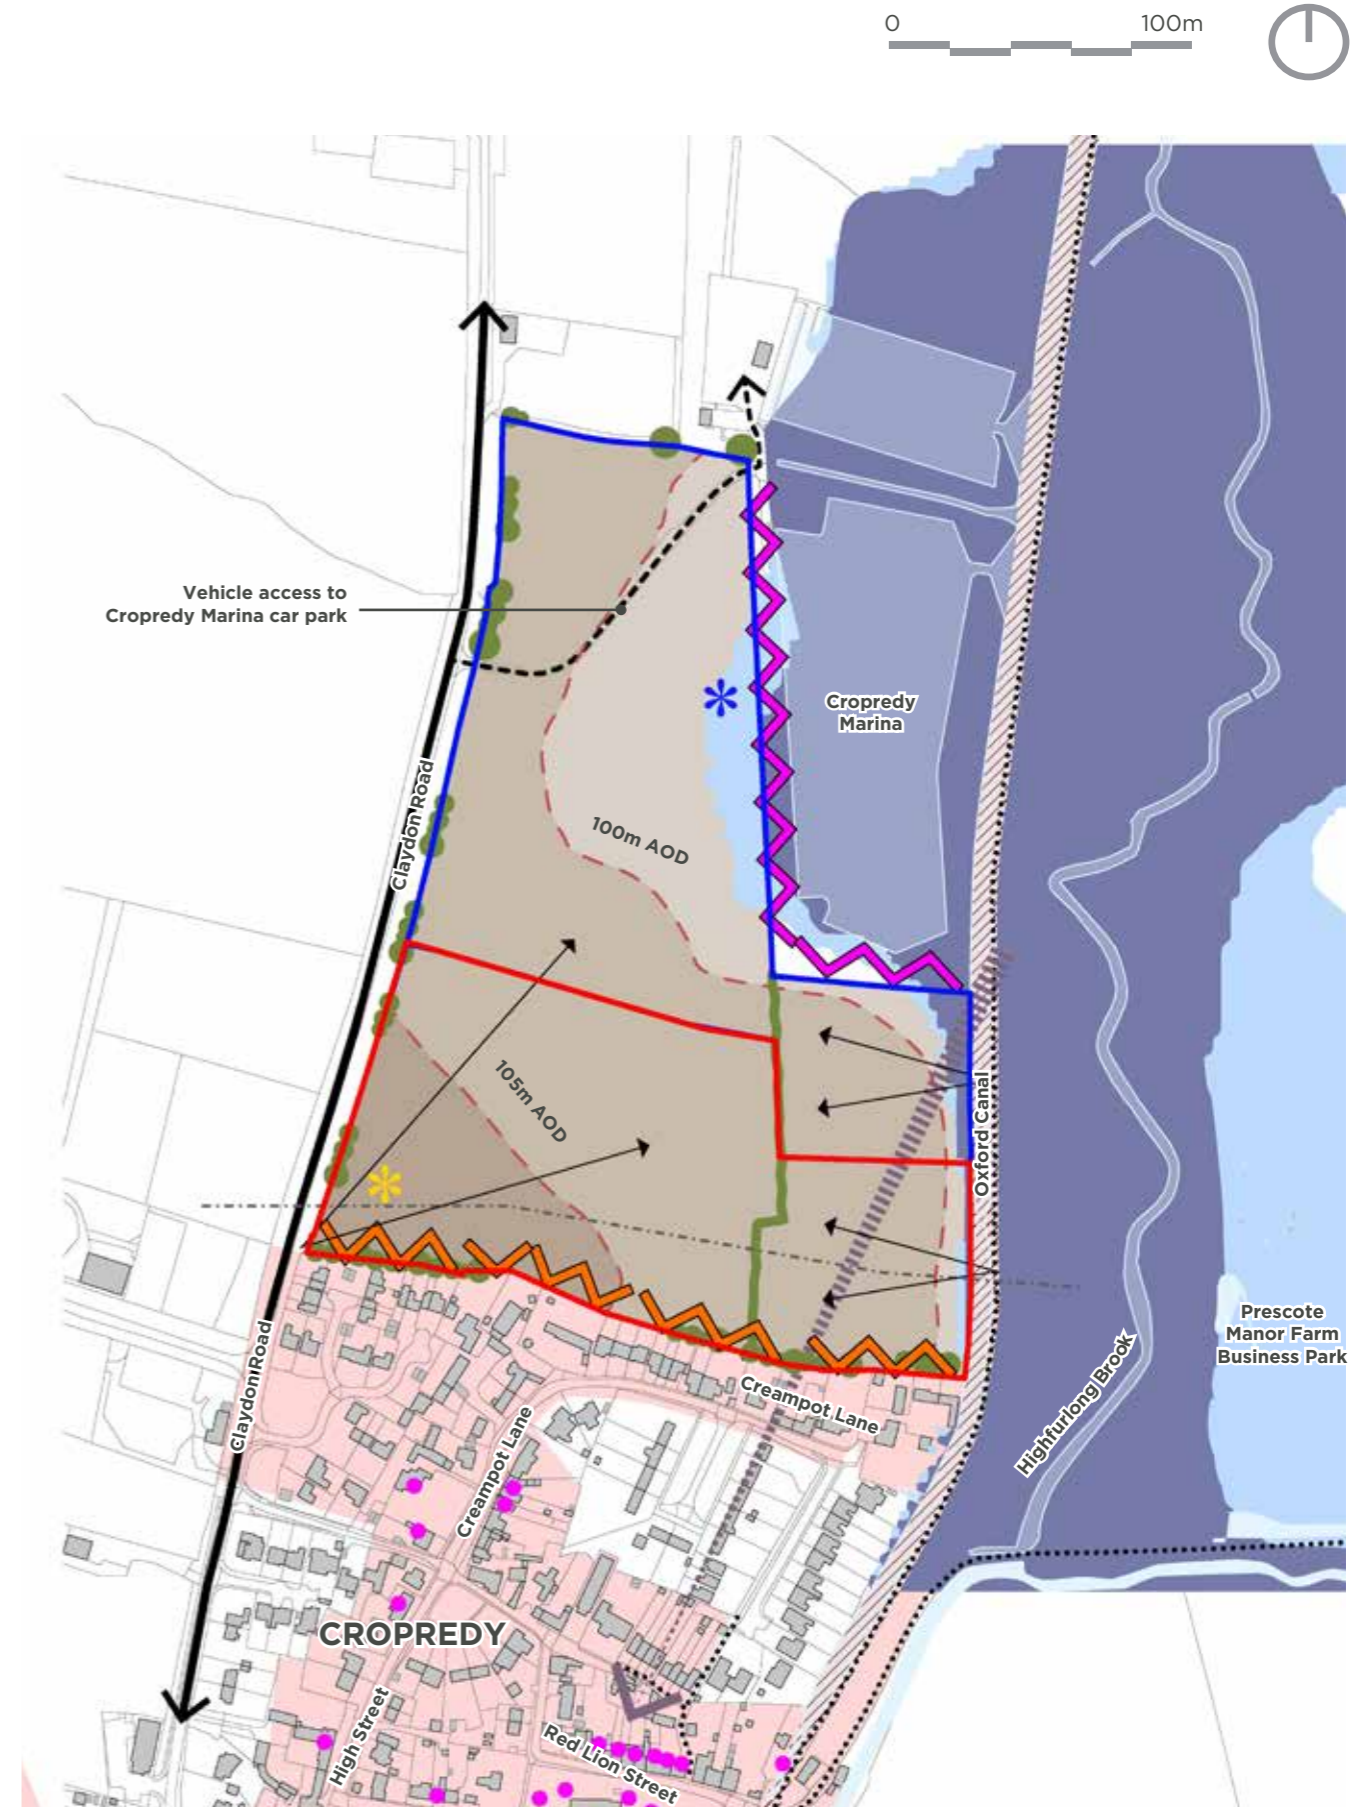 0 100m
Vehicle access to
Cropredy Marina car park
Cropredy
Marina
Claydon Road
100m AOD
105m AOD
Oxford Canal
Prescote
Manor Farm
Business Park
Highfurlong Brook
Claydon Road
Creampot Lane
Creampot Lane
CROPREDY
High Street
Red Lion Street